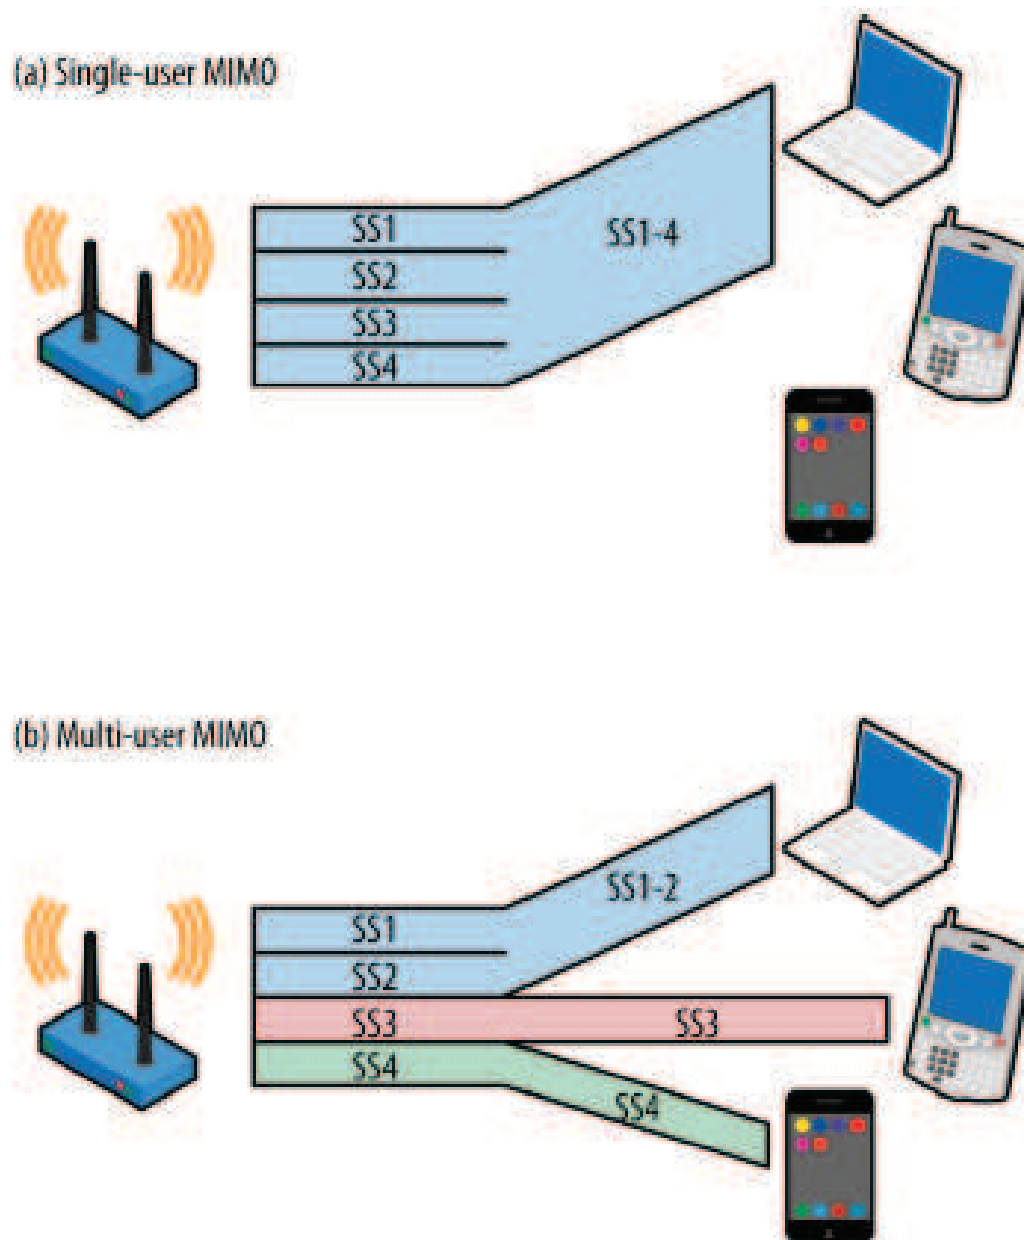 (a) Single-user MIMO
SS1
SS1-4
SS2
SS3
SS4
(b) Multi-user MIMO
SS1-2
SS1
SS2
SS3 SS3
SS4
SS4